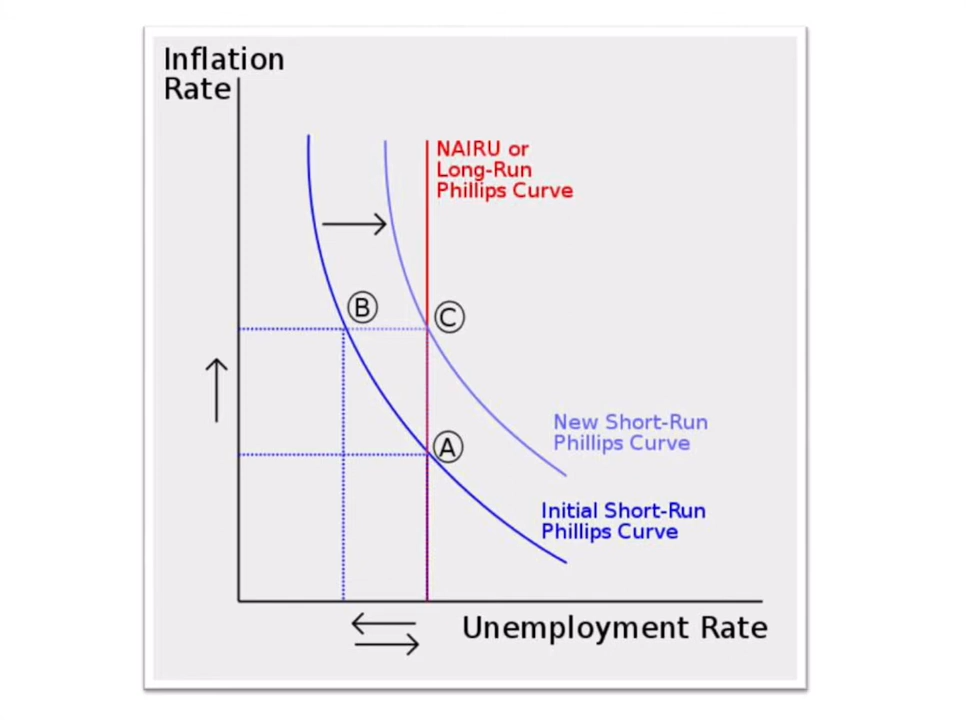 Inflation
Rate
NAIRU or
Long-Run
Phillips Curve
B
C
A
New Short-Run
Phillips Curve
Initial Short-Run
Phillips Curve
Unemployment Rate